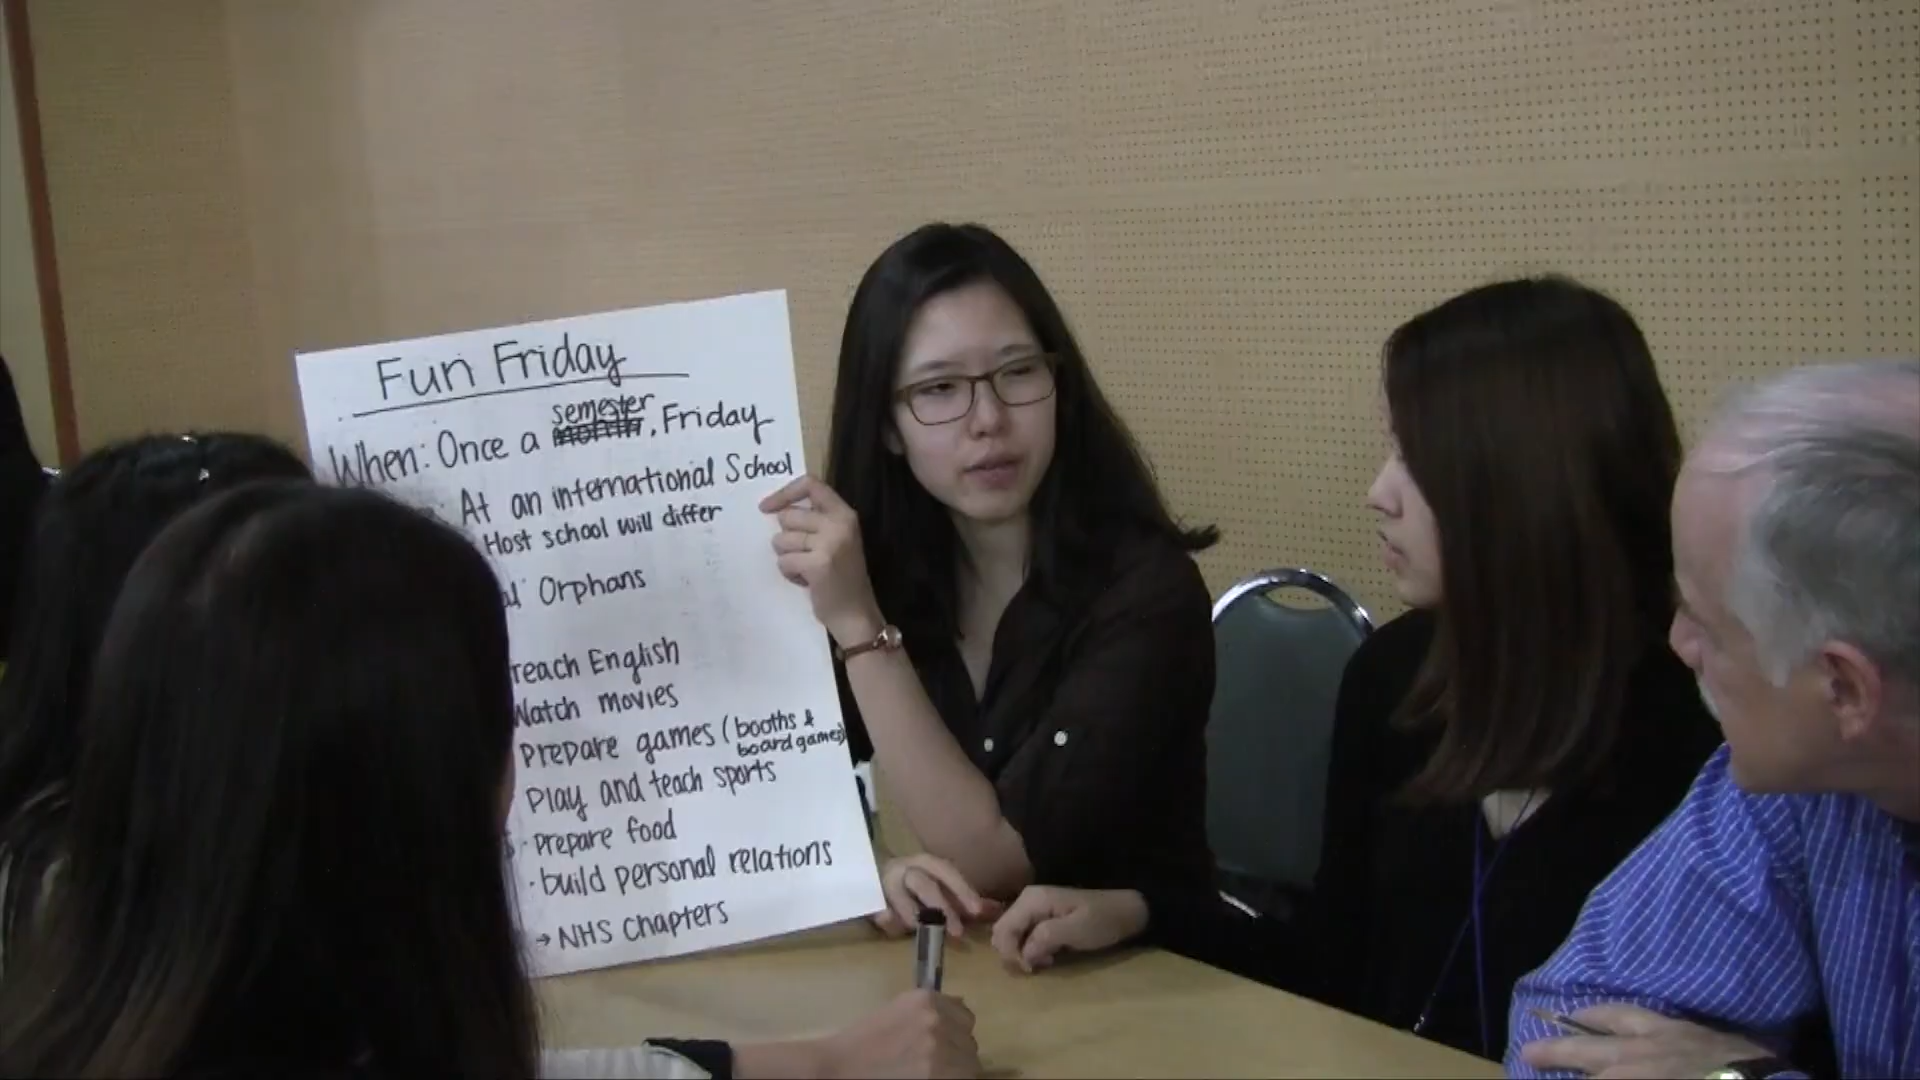 Fun Friday
When: Once a semester, Friday
At an international School
Host school will differ
Orphans
Teach English
Watch movies
Prepare games (booths & board games)
Play and teach sports
· Prepare food
· build personal relations
→ NHS Chapters